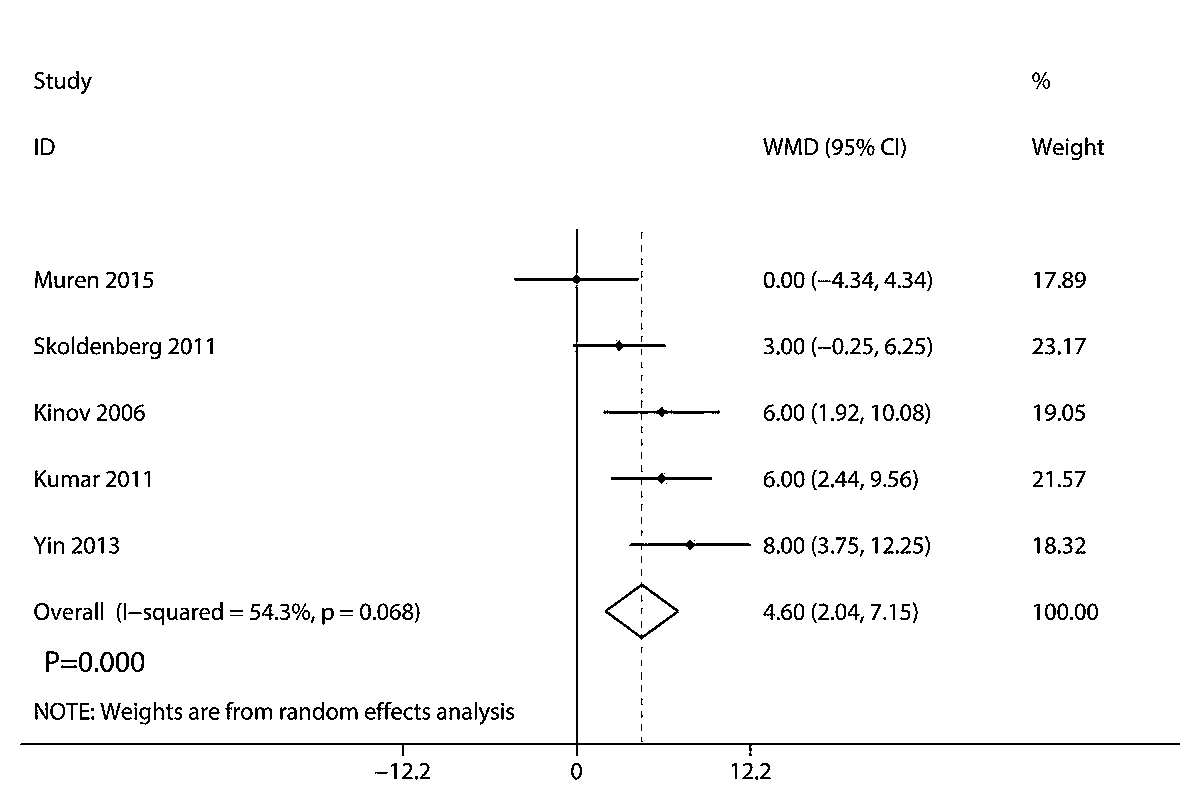 Study %
ID WMD (95% CI) Weight
Muren 2015 0.00 (−4.34, 4.34) 17.89
Skoldenberg 2011 3.00 (−0.25, 6.25) 23.17
Kinov 2006 6.00 (1.92, 10.08) 19.05
Kumar 2011 6.00 (2.44, 9.56) 21.57
Yin 2013 8.00 (3.75, 12.25) 18.32
Overall (I−squared = 54.3%, p = 0.068) 4.60 (2.04, 7.15) 100.00
P=0.000
NOTE: Weights are from random effects analysis
−12.2 0 12.2